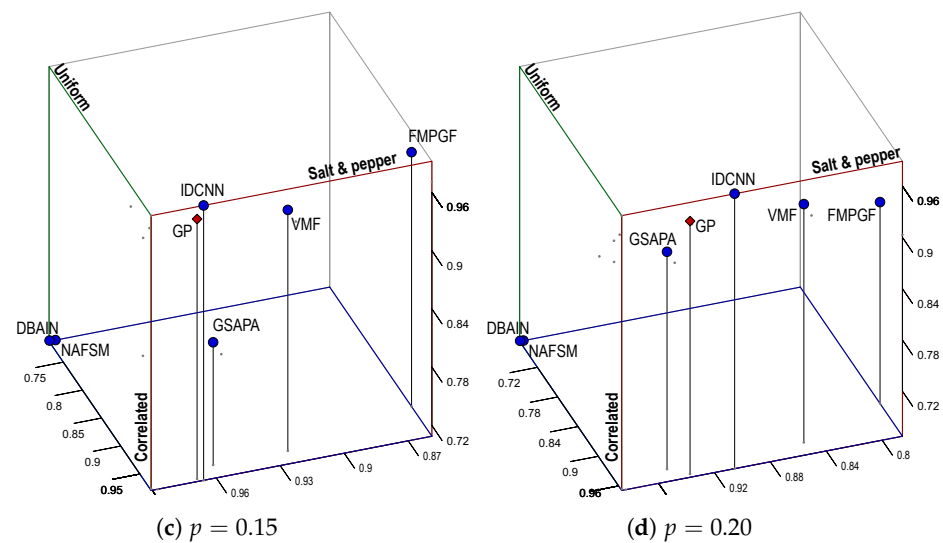 Uniform
FMPGF
Salt & pepper
IDCNN
GP
VMF
0.96
0.9
GSAPA
0.84
DBAIN
NAFSM
0.78
0.75
0.8
0.85
0.9
0.95
Correlated
0.72
0.87
0.9
0.93
0.96
(c) p = 0.15
Uniform
Salt & pepper
IDCNN
0.96
VMF
FMPGF
GP
GSAPA
0.9
0.84
DBAIN
NAFSM
0.78
0.72
0.72
0.78
0.84
0.9
0.96
Correlated
0.8
0.84
0.88
0.92
(d) p = 0.20